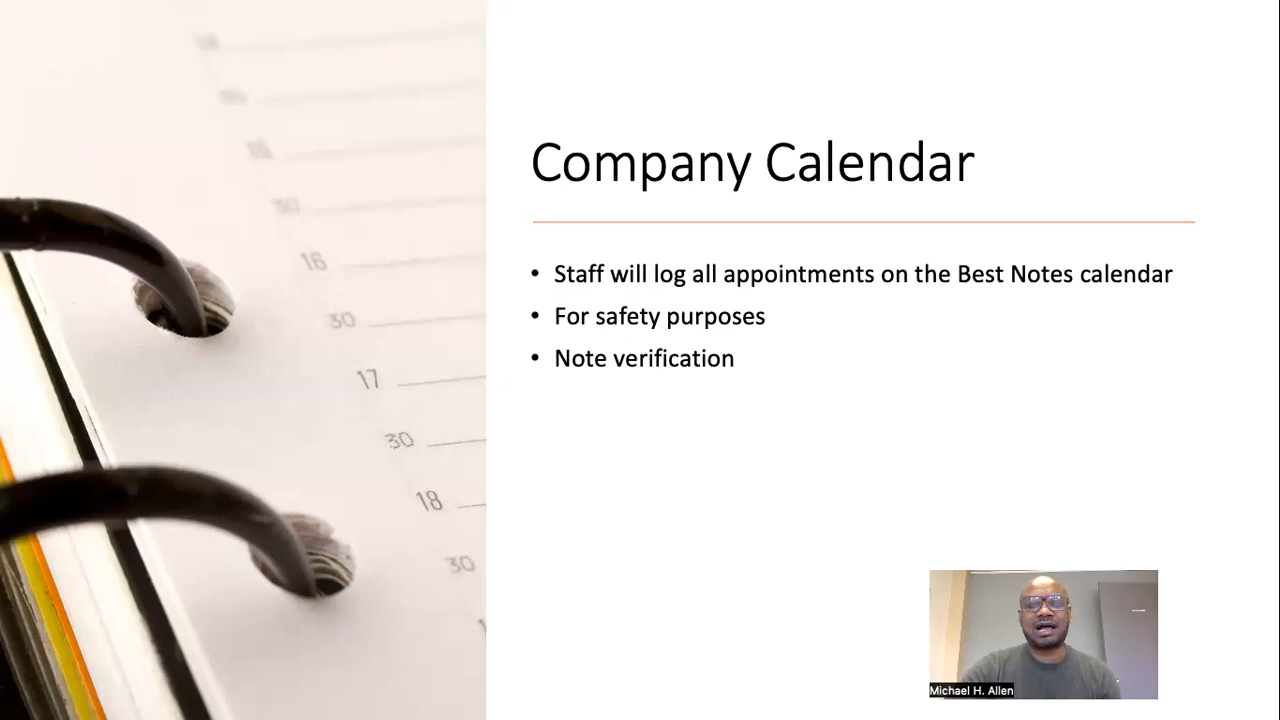 Company Calendar
• Staff will log all appointments on the Best Notes calendar
• For safety purposes
• Note verification
16
30
17
30
18
30
Michael H. Allen